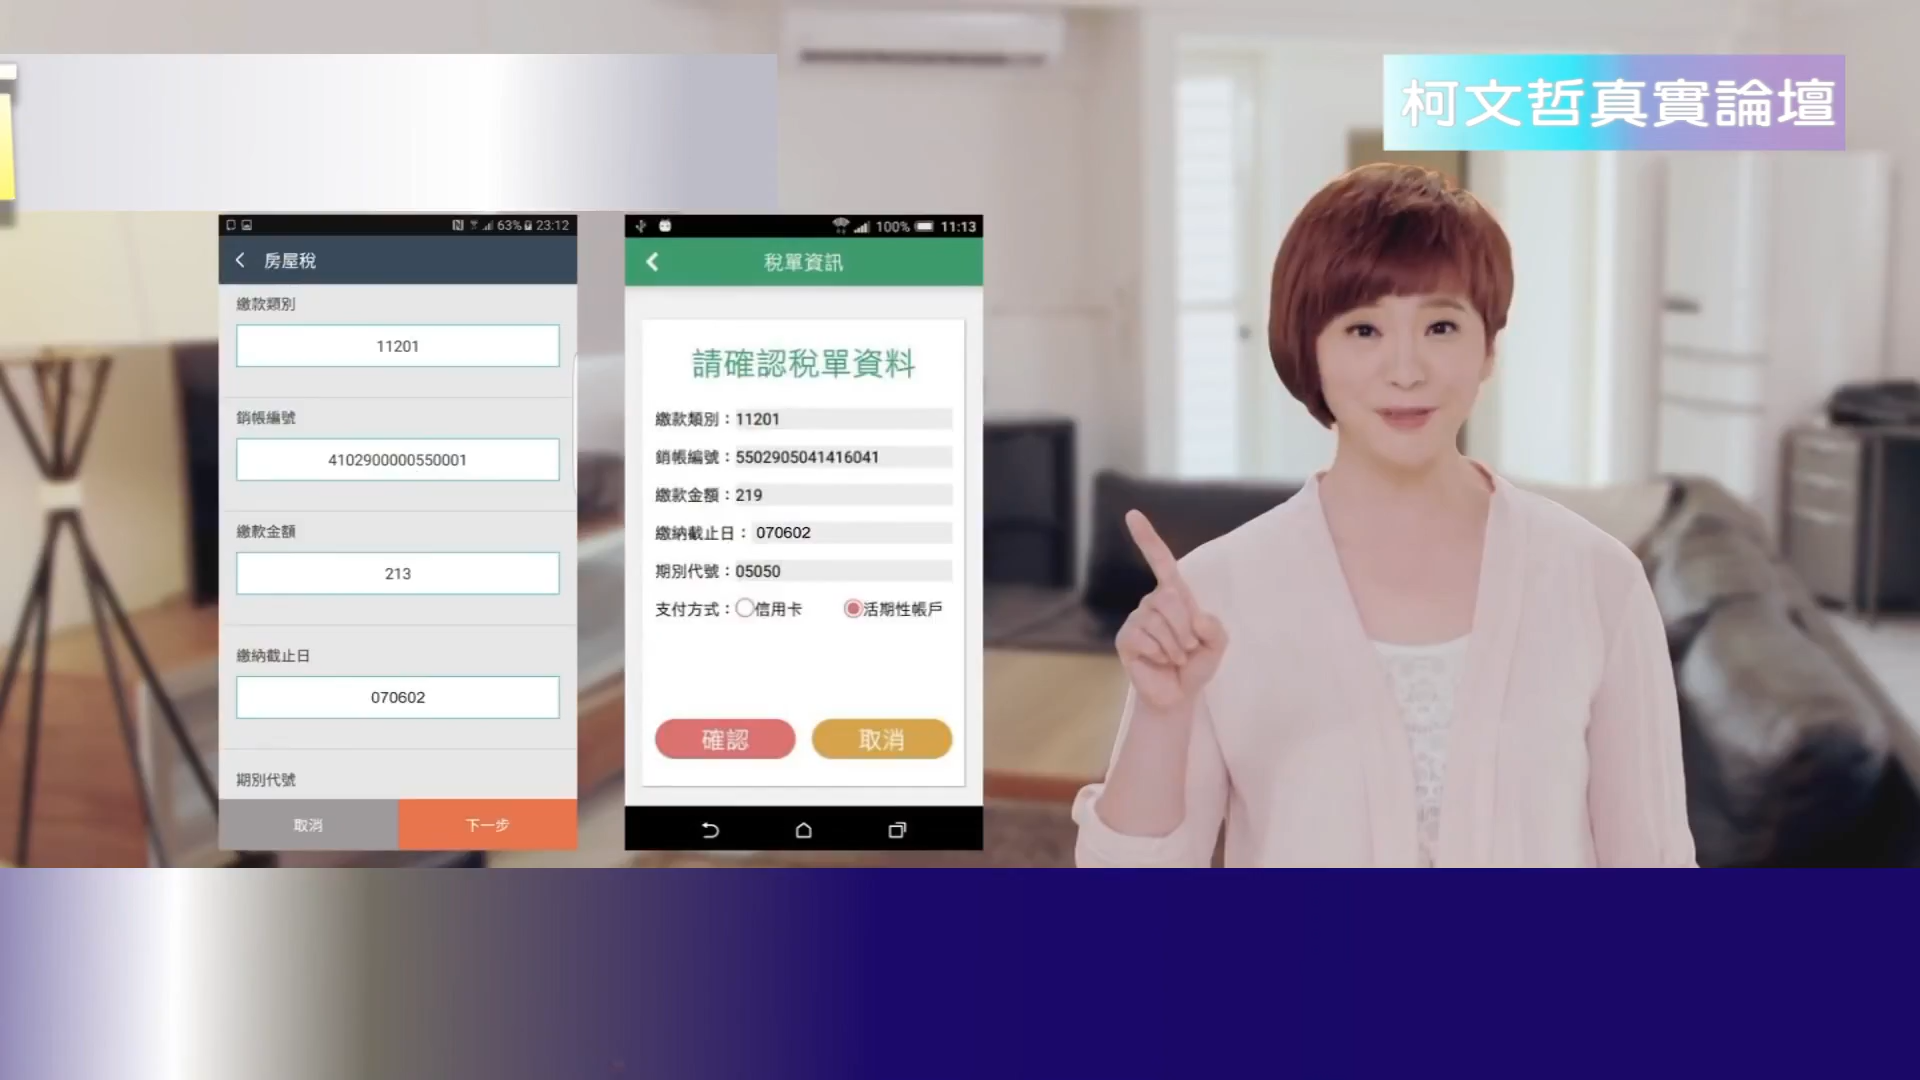 柯文哲真實論壇
63% 23:12
房屋稅
繳款類別
11201
銷帳編號
4102900000550001
繳款金額
213
繳納截止日
070602
期別代號
取消
下一步
100% 11:13
稅單資訊
請確認稅單資料
繳款類別：11201
銷帳編號：5502905041416041
繳款金額：219
繳納截止日： 070602
期別代號：05050
支付方式： 信用卡 活期性帳戶
確認
取消